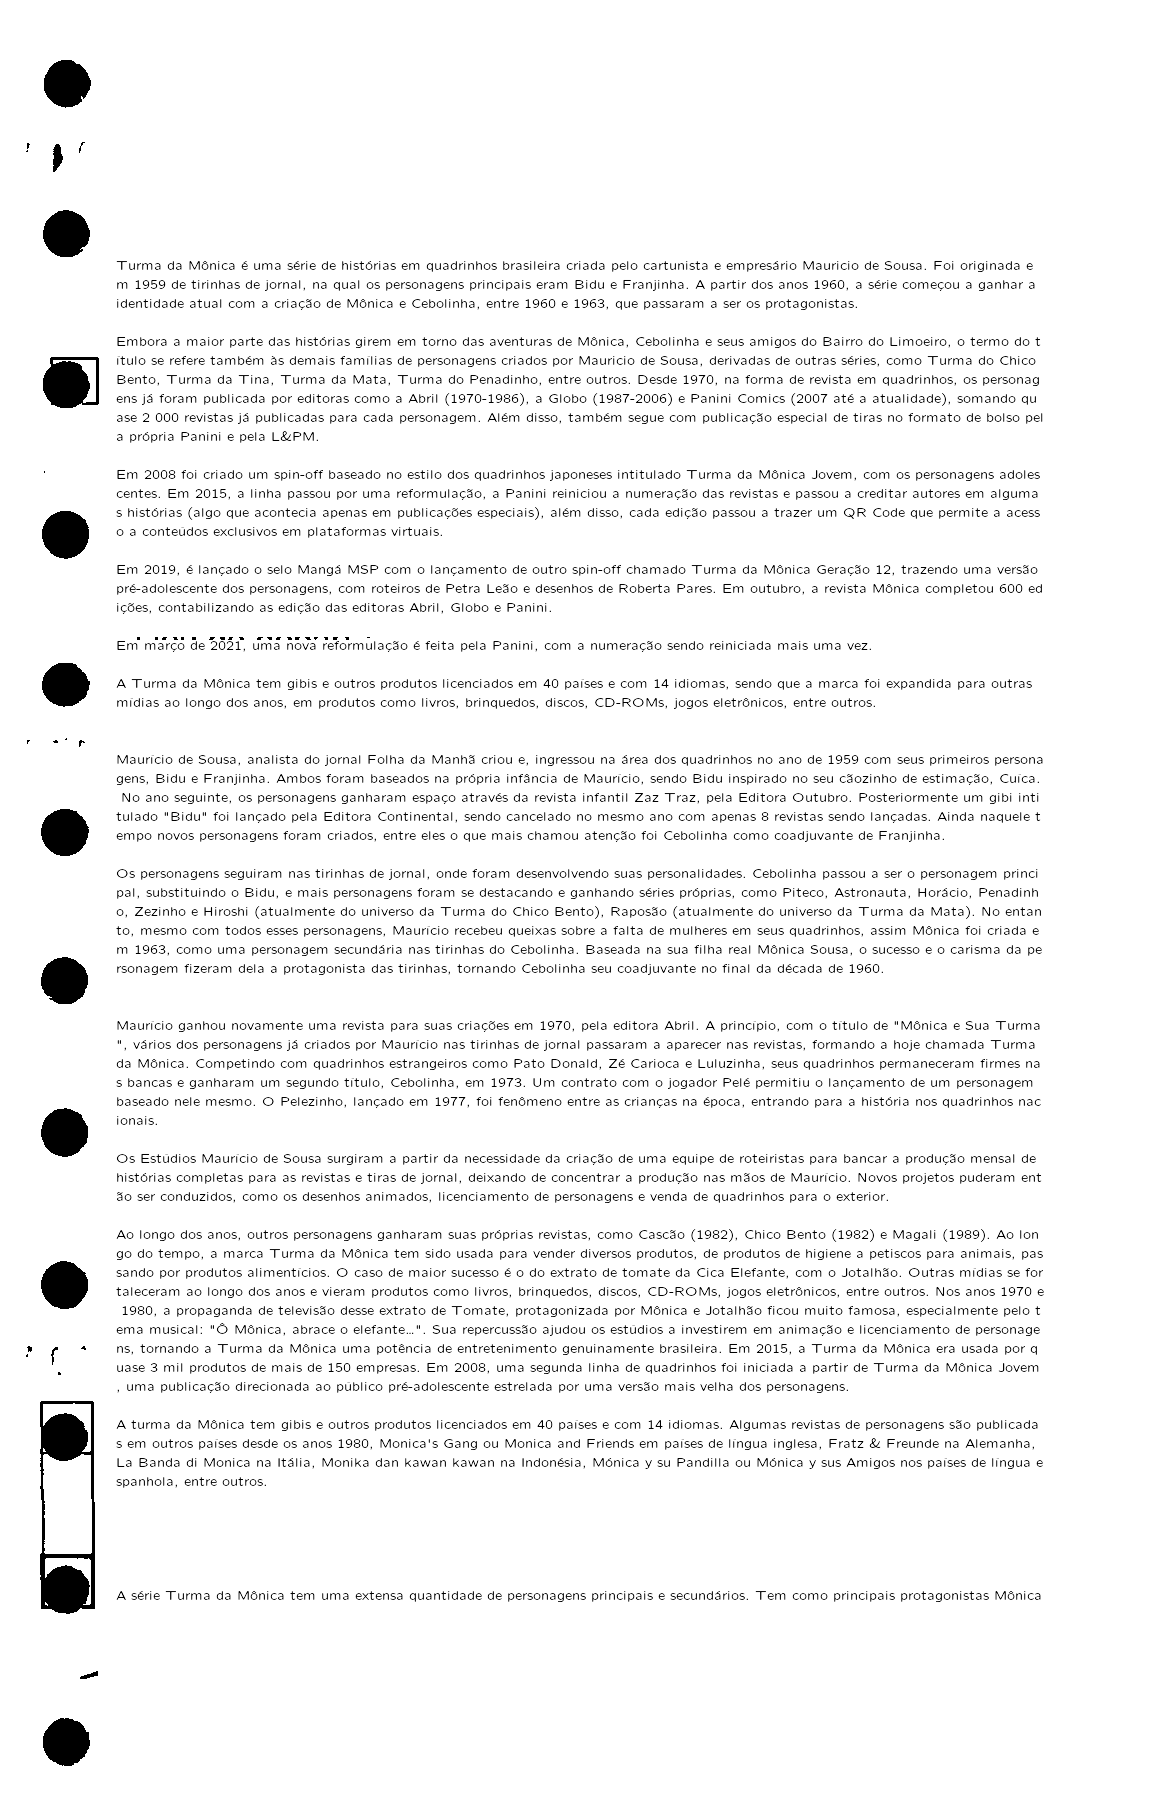 Turma da Mônica é uma série de histórias em quadrinhos brasileira criada pelo cartunista e empresário Mauricio de Sousa. Foi originada e
m 1959 de tirinhas de jornal, na qual os personagens principais eram Bidu e Franjinha. A partir dos anos 1960, a série começou a ganhar a
identidade atual com a criação de Mônica e Cebolinha, entre 1960 e 1963, que passaram a ser os protagonistas.
Embora a maior parte das histórias girem em torno das aventuras de Mônica, Cebolinha e seus amigos do Bairro do Limoeiro, o termo do t
ítulo se refere também às demais famílias de personagens criados por Mauricio de Sousa, derivadas de outras séries, como Turma do Chico
Bento, Turma da Tina, Turma da Mata, Turma do Penadinho, entre outros. Desde 1970, na forma de revista em quadrinhos, os personag
ens já foram publicada por editoras como a Abril (1970-1986), a Globo (1987-2006) e Panini Comics (2007 até a atualidade), somando qu
ase 2 000 revistas já publicadas para cada personagem. Além disso, também segue com publicação especial de tiras no formato de bolso pel
a própria Panini e pela L&PM.
Em 2008 foi criado um spin-off baseado no estilo dos quadrinhos japoneses intitulado Turma da Mônica Jovem, com os personagens adoles
centes. Em 2015, a linha passou por uma reformulação, a Panini reiniciou a numeração das revistas e passou a creditar autores em alguma
s histórias (algo que acontecia apenas em publicações especiais), além disso, cada edição passou a trazer um QR Code que permite a acess
o a conteúdos exclusivos em plataformas virtuais.
Em 2019, é lançado o selo Mangá MSP com o lançamento de outro spin-off chamado Turma da Mônica Geração 12, trazendo uma versão
pré-adolescente dos personagens, com roteiros de Petra Leão e desenhos de Roberta Pares. Em outubro, a revista Mônica completou 600 ed
ições, contabilizando as edição das editoras Abril, Globo e Panini.
Em março de 2021, uma nova reformulação é feita pela Panini, com a numeração sendo reiniciada mais uma vez.
A Turma da Mônica tem gibis e outros produtos licenciados em 40 países e com 14 idiomas, sendo que a marca foi expandida para outras
mídias ao longo dos anos, em produtos como livros, brinquedos, discos, CD-ROMs, jogos eletrônicos, entre outros.
Maurício de Sousa, analista do jornal Folha da Manhã criou e, ingressou na área dos quadrinhos no ano de 1959 com seus primeiros persona
gens, Bidu e Franjinha. Ambos foram baseados na própria infância de Maurício, sendo Bidu inspirado no seu cãozinho de estimação, Cuíca.
No ano seguinte, os personagens ganharam espaço através da revista infantil Zaz Traz, pela Editora Outubro. Posteriormente um gibi inti
tulado "Bidu" foi lançado pela Editora Continental, sendo cancelado no mesmo ano com apenas 8 revistas sendo lançadas. Ainda naquele t
empo novos personagens foram criados, entre eles o que mais chamou atenção foi Cebolinha como coadjuvante de Franjinha.
Os personagens seguiram nas tirinhas de jornal, onde foram desenvolvendo suas personalidades. Cebolinha passou a ser o personagem princi
pal, substituindo o Bidu, e mais personagens foram se destacando e ganhando séries próprias, como Piteco, Astronauta, Horácio, Penadinh
o, Zezinho e Hiroshi (atualmente do universo da Turma do Chico Bento), Raposão (atualmente do universo da Turma da Mata). No entan
to, mesmo com todos esses personagens, Maurício recebeu queixas sobre a falta de mulheres em seus quadrinhos, assim Mônica foi criada e
m 1963, como uma personagem secundária nas tirinhas do Cebolinha. Baseada na sua filha real Mônica Sousa, o sucesso e o carisma da pe
rsonagem fizeram dela a protagonista das tirinhas, tornando Cebolinha seu coadjuvante no final da década de 1960.
Maurício ganhou novamente uma revista para suas criações em 1970, pela editora Abril. A princípio, com o título de "Mônica e Sua Turma
", vários dos personagens já criados por Maurício nas tirinhas de jornal passaram a aparecer nas revistas, formando a hoje chamada Turma
da Mônica. Competindo com quadrinhos estrangeiros como Pato Donald, Zé Carioca e Luluzinha, seus quadrinhos permaneceram firmes na
s bancas e ganharam um segundo título, Cebolinha, em 1973. Um contrato com o jogador Pelé permitiu o lançamento de um personagem
baseado nele mesmo. O Pelezinho, lançado em 1977, foi fenômeno entre as crianças na época, entrando para a história nos quadrinhos nac
ionais.
Os Estúdios Maurício de Sousa surgiram a partir da necessidade da criação de uma equipe de roteiristas para bancar a produção mensal de
histórias completas para as revistas e tiras de jornal, deixando de concentrar a produção nas mãos de Maurício. Novos projetos puderam ent
ão ser conduzidos, como os desenhos animados, licenciamento de personagens e venda de quadrinhos para o exterior.
Ao longo dos anos, outros personagens ganharam suas próprias revistas, como Cascão (1982), Chico Bento (1982) e Magali (1989). Ao lon
go do tempo, a marca Turma da Mônica tem sido usada para vender diversos produtos, de produtos de higiene a petiscos para animais, pas
sando por produtos alimentícios. O caso de maior sucesso é o do extrato de tomate da Cica Elefante, com o Jotalhão. Outras mídias se for
taleceram ao longo dos anos e vieram produtos como livros, brinquedos, discos, CD-ROMs, jogos eletrônicos, entre outros. Nos anos 1970 e
1980, a propaganda de televisão desse extrato de Tomate, protagonizada por Mônica e Jotalhão ficou muito famosa, especialmente pelo t
ema musical: "Ô Mônica, abrace o elefante…". Sua repercussão ajudou os estúdios a investirem em animação e licenciamento de personage
ns, tornando a Turma da Mônica uma potência de entretenimento genuinamente brasileira. Em 2015, a Turma da Mônica era usada por q
uase 3 mil produtos de mais de 150 empresas. Em 2008, uma segunda linha de quadrinhos foi iniciada a partir de Turma da Mônica Jovem
, uma publicação direcionada ao público pré-adolescente estrelada por uma versão mais velha dos personagens.
A turma da Mônica tem gibis e outros produtos licenciados em 40 países e com 14 idiomas. Algumas revistas de personagens são publicada
s em outros países desde os anos 1980, Monica's Gang ou Monica and Friends em países de língua inglesa, Fratz & Freunde na Alemanha,
La Banda di Monica na Itália, Monika dan kawan kawan na Indonésia, Mónica y su Pandilla ou Mónica y sus Amigos nos países de língua e
spanhola, entre outros.
A série Turma da Mônica tem uma extensa quantidade de personagens principais e secundários. Tem como principais protagonistas Mônica